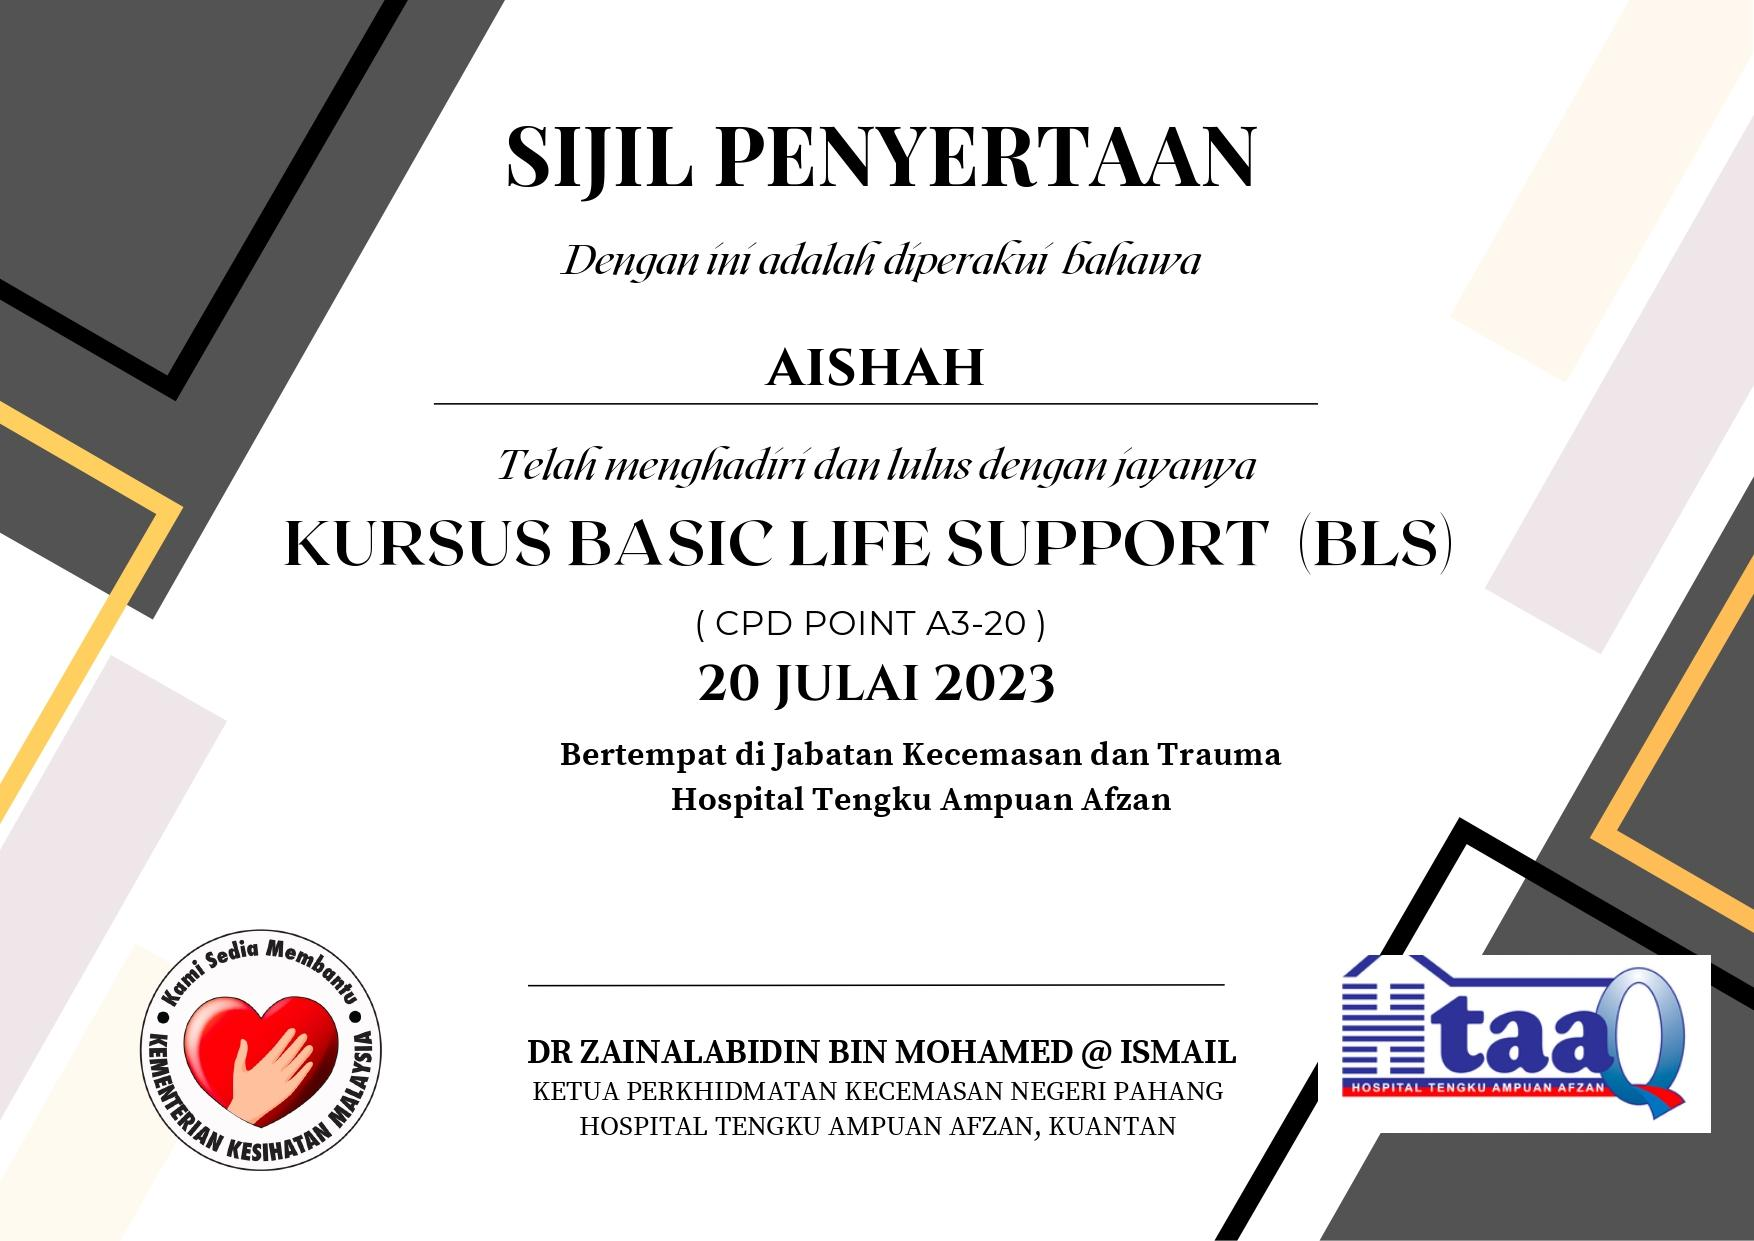 SIJIL PENYERTAAN
Dengan ini adalah diperakui bahawa
AISHAH
Telah menghadiri dan lulus dengan jayanya
KURSUS BASIC LIFE SUPPORT (BLS)
( CPD POINT A3-20 )
20 JULAI 2023
Bertempat di Jabatan Kecemasan dan Trauma
Hospital Tengku Ampuan Afzan
Kami Sedia Membantu
KEMENTERIAN KESIHATAN MALAYSIA
DR ZAINALABIDIN BIN MOHAMED @ ISMAIL
KETUA PERKHIDMATAN KECEMASAN NEGERI PAHANG
HOSPITAL TENGKU AMPUAN AFZAN, KUANTAN
HtaaQ
HOSPITAL TENGKU AMPUAN AFZAN